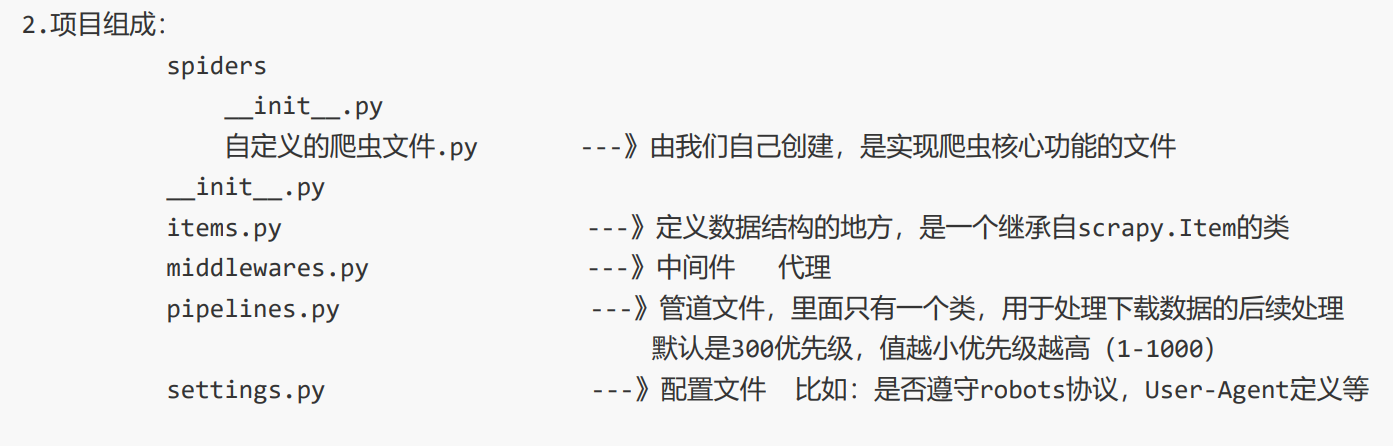 2.项目组成：
spiders
__init__.py
自定义的爬虫文件.py ---》由我们自己创建，是实现爬虫核心功能的文件
__init__.py
items.py ---》定义数据结构的地方，是一个继承自scrapy.Item的类
middlewares.py ---》中间件 代理
pipelines.py ---》管道文件，里面只有一个类，用于处理下载数据的后续处理
默认是300优先级，值越小优先级越高（1-1000）
settings.py ---》配置文件 比如：是否遵守robots协议，User-Agent定义等